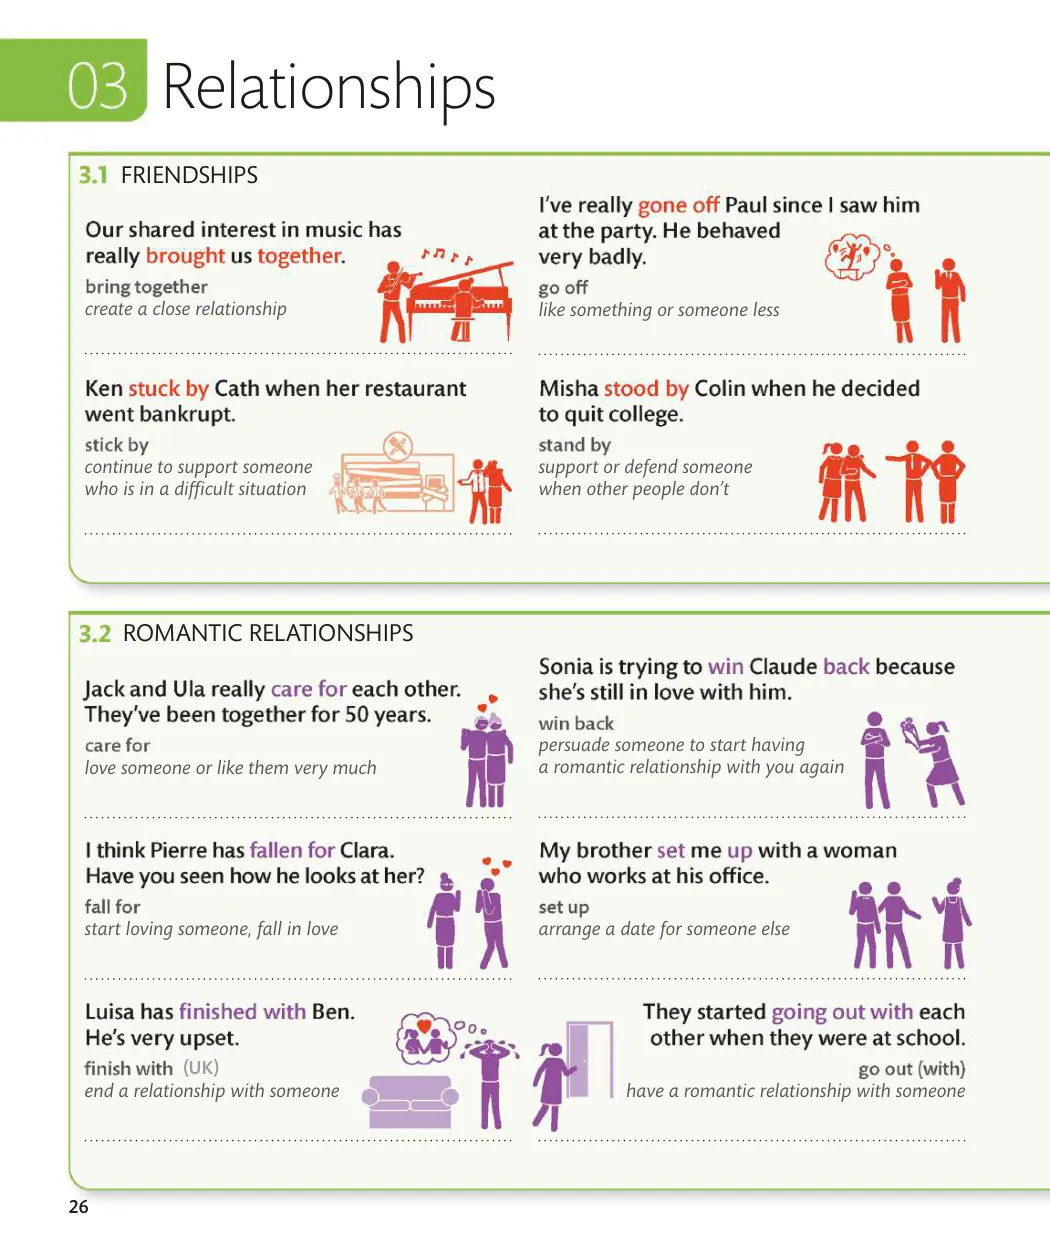 03 Relationships
3.1 FRIENDSHIPS
Our shared interest in music has
really brought us together.
bring together
create a close relationship
I've really gone off Paul since I saw him
at the party. He behaved
very badly.
go off
like something or someone less
Ken stuck by Cath when her restaurant
went bankrupt.
stick by
continue to support someone
who is in a difficult situation
Misha stood by Colin when he decided
to quit college.
stand by
support or defend someone
when other people don't
3.2 ROMANTIC RELATIONSHIPS
Jack and Ula really care for each other.
They've been together for 50 years.
care for
love someone or like them very much
Sonia is trying to win Claude back because
she's still in love with him.
win back
persuade someone to start having
a romantic relationship with you again
I think Pierre has fallen for Clara.
Have you seen how he looks at her?
fall for
start loving someone, fall in love
My brother set me up with a woman
who works at his office.
set up
arrange a date for someone else
Luisa has finished with Ben.
He's very upset.
finish with (UK)
end a relationship with someone
They started going out with each
other when they were at school.
go out (with)
have a romantic relationship with someone
26